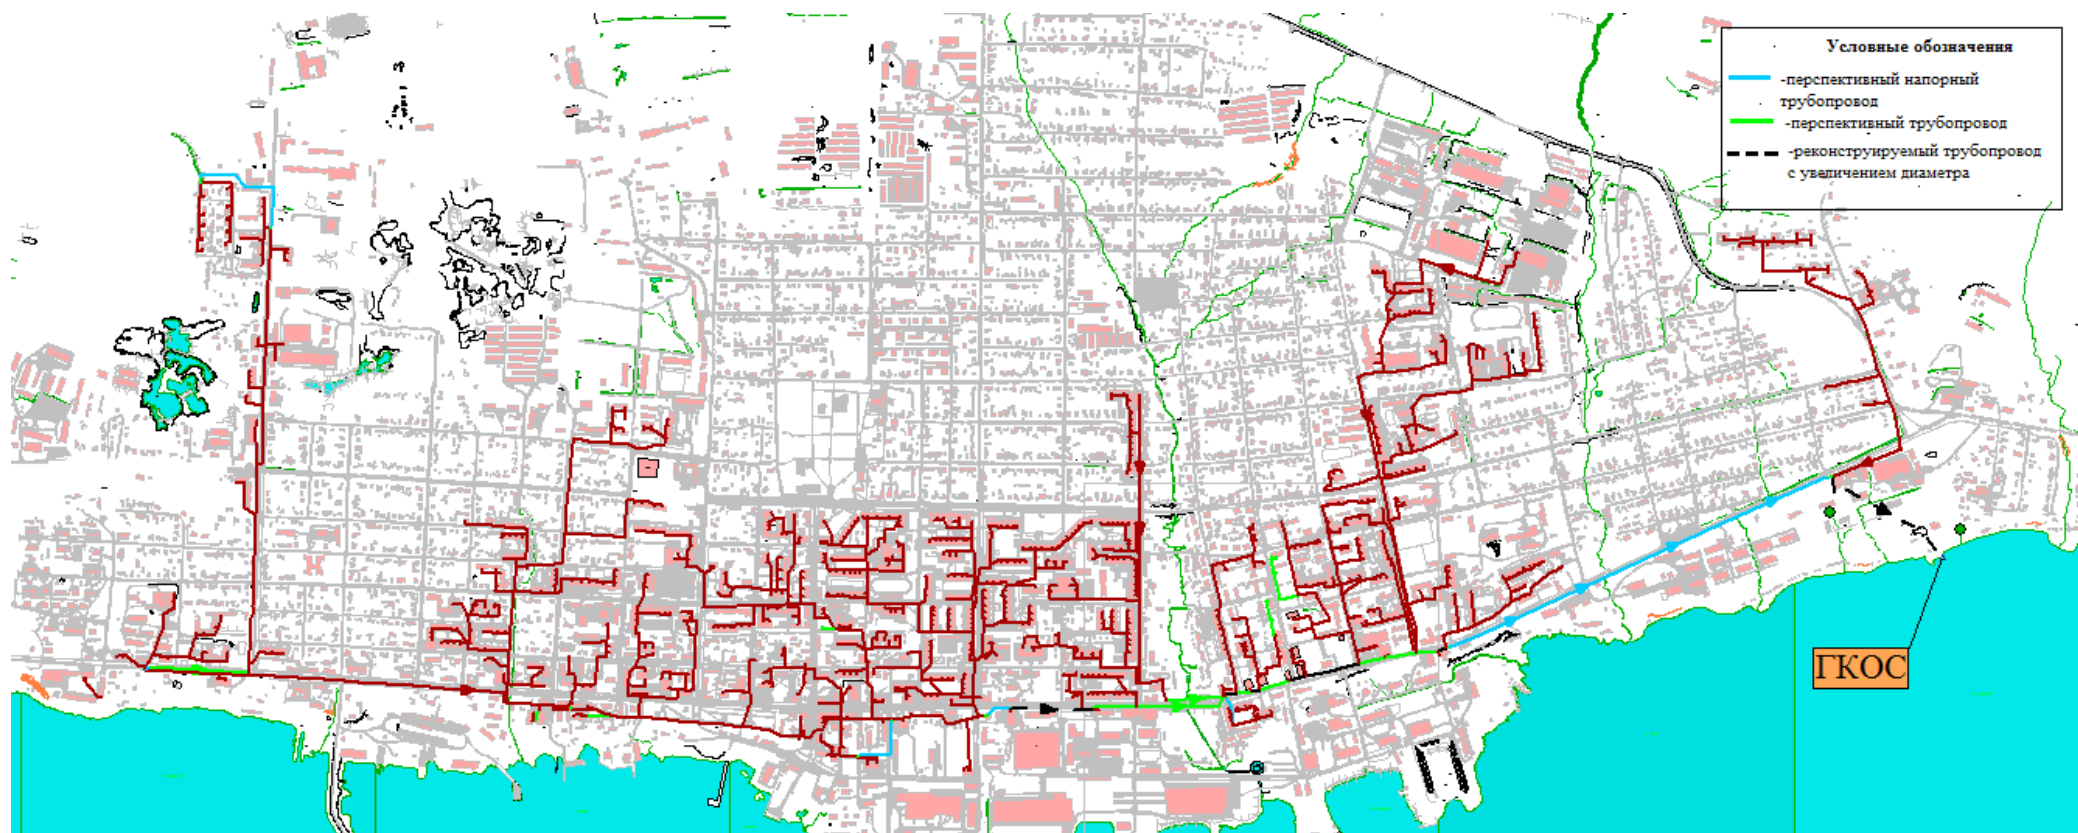 Условные обозначения
-перспективный напорный
трубопровод
-перспективный трубопровод
-реконструируемый трубопровод
с увеличением диаметра
ГКОС